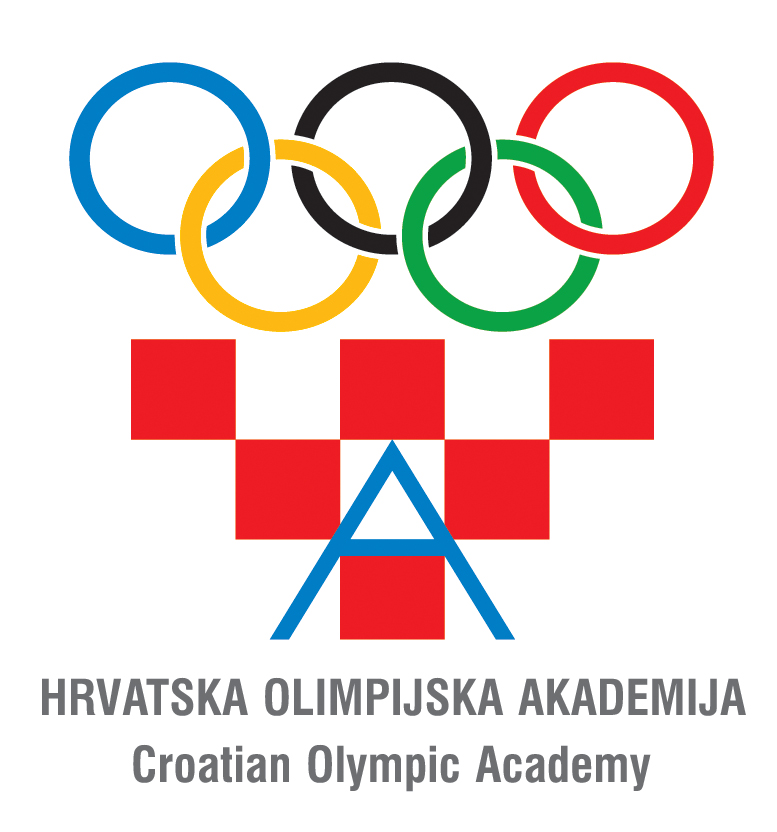 A
HRVATSKA OLIMPIJSKA AKADEMIJA
Croatian Olympic Academy